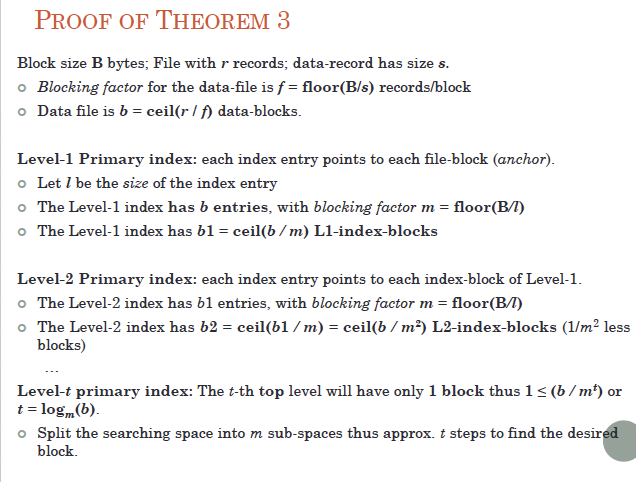 PROOF OF THEOREM 3
Block size B bytes; File with r records; data-record has size s.
Blocking factor for the data-file is f = floor(B/s) records/block
Data file is b = ceil(r / f) data-blocks.
Level-1 Primary index: each index entry points to each file-block (anchor).
Let l be the size of the index entry
The Level-1 index has b entries, with blocking factor m = floor(B/l)
The Level-1 index has b1 = ceil(b / m) L1-index-blocks
Level-2 Primary index: each index entry points to each index-block of Level-1.
The Level-2 index has b1 entries, with blocking factor m = floor(B/l)
The Level-2 index has b2 = ceil(b1 / m) = ceil(b / m²) L2-index-blocks (1/m² less
blocks)
...
Level-t primary index: The t-th top level will have only 1 block thus 1 ≤ (b / mᵗ) or
t = logₘ(b).
Split the searching space into m sub-spaces thus approx. t steps to find the desired
block.